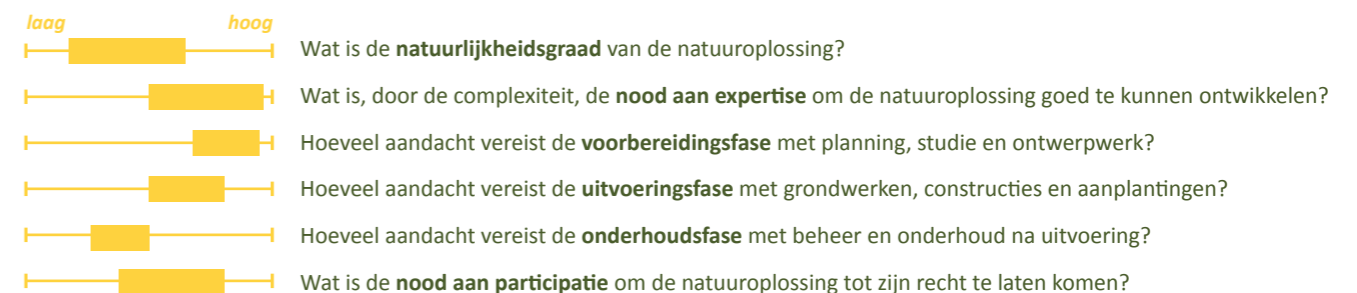 laag hoog
Wat is de natuurlijkheidsgraad van de natuuroplossing?
Wat is, door de complexiteit, de nood aan expertise om de natuuroplossing goed te kunnen ontwikkelen?
Hoeveel aandacht vereist de voorbereidingsfase met planning, studie en ontwerpwerk?
Hoeveel aandacht vereist de uitvoeringsfase met grondwerken, constructies en aanplantingen?
Hoeveel aandacht vereist de onderhoudsfase met beheer en onderhoud na uitvoering?
Wat is de nood aan participatie om de natuuroplossing tot zijn recht te laten komen?